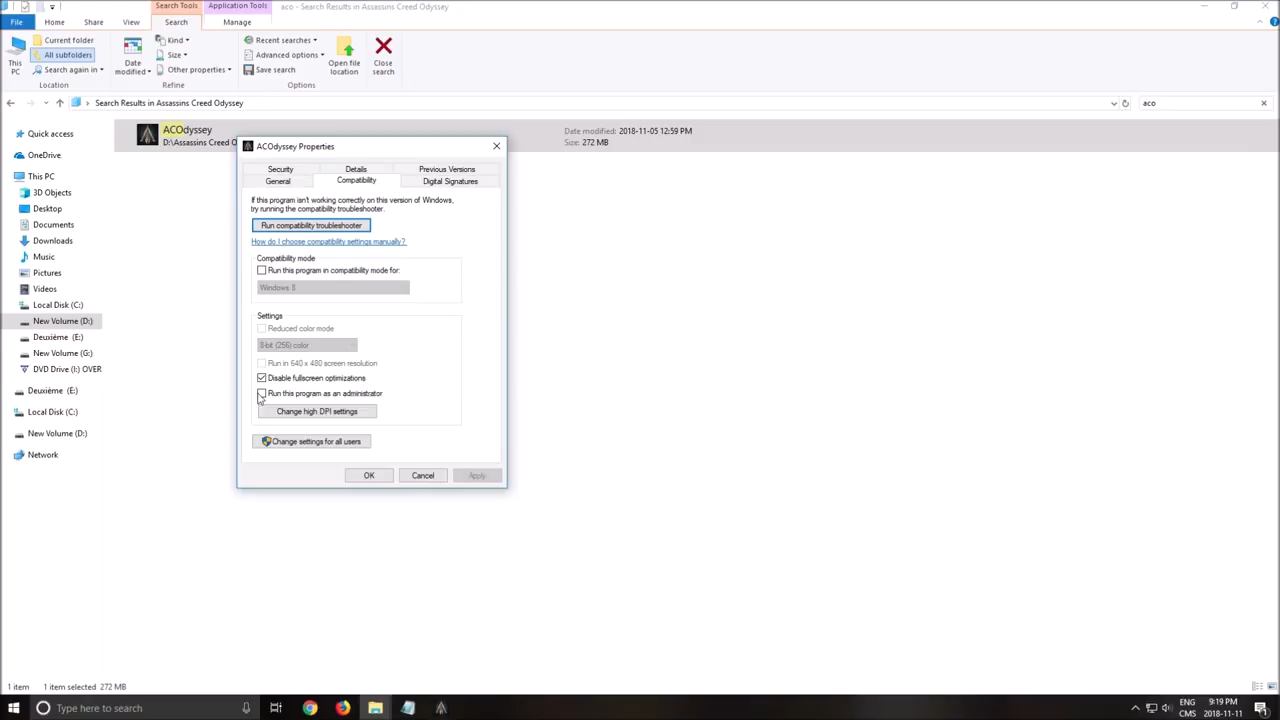 Search Tools
Application Tools
aco - Search Results in Assassins Creed Odyssey
File
Home
Share
View
Search
Manage
This PC
Current folder
All subfolders
Search again in
Location
Date modified
Kind
Size
Other properties
Refine
Recent searches
Advanced options
Save search
Open file location
Options
Close search
Search Results in Assassins Creed Odyssey
aco
Quick access
OneDrive
This PC
3D Objects
Desktop
Documents
Downloads
Music
Pictures
Videos
Local Disk (C:)
New Volume (D:)
Deuxième (E:)
New Volume (G:)
DVD Drive (I:) OVER
Deuxième (E:)
Local Disk (C:)
New Volume (D:)
Network
ACOdyssey
D:\Assassins Creed O
Date modified: 2018-11-05 12:59 PM
Size: 272 MB
ACOdyssey Properties
Security
Details
Previous Versions
General
Compatibility
Digital Signatures
If this program isn't working correctly on this version of Windows,
try running the compatibility troubleshooter.
Run compatibility troubleshooter
How do I choose compatibility settings manually?
Compatibility mode
Run this program in compatibility mode for:
Windows 8
Settings
Reduced color mode
8-bit (256) color
Run in 640 x 480 screen resolution
Disable fullscreen optimizations
Run this program as an administrator
Change high DPI settings
Change settings for all users
OK
Cancel
Apply
1 item
1 item selected 272 MB
Type here to search
ENG
CMS
9:19 PM
2018-11-11
1